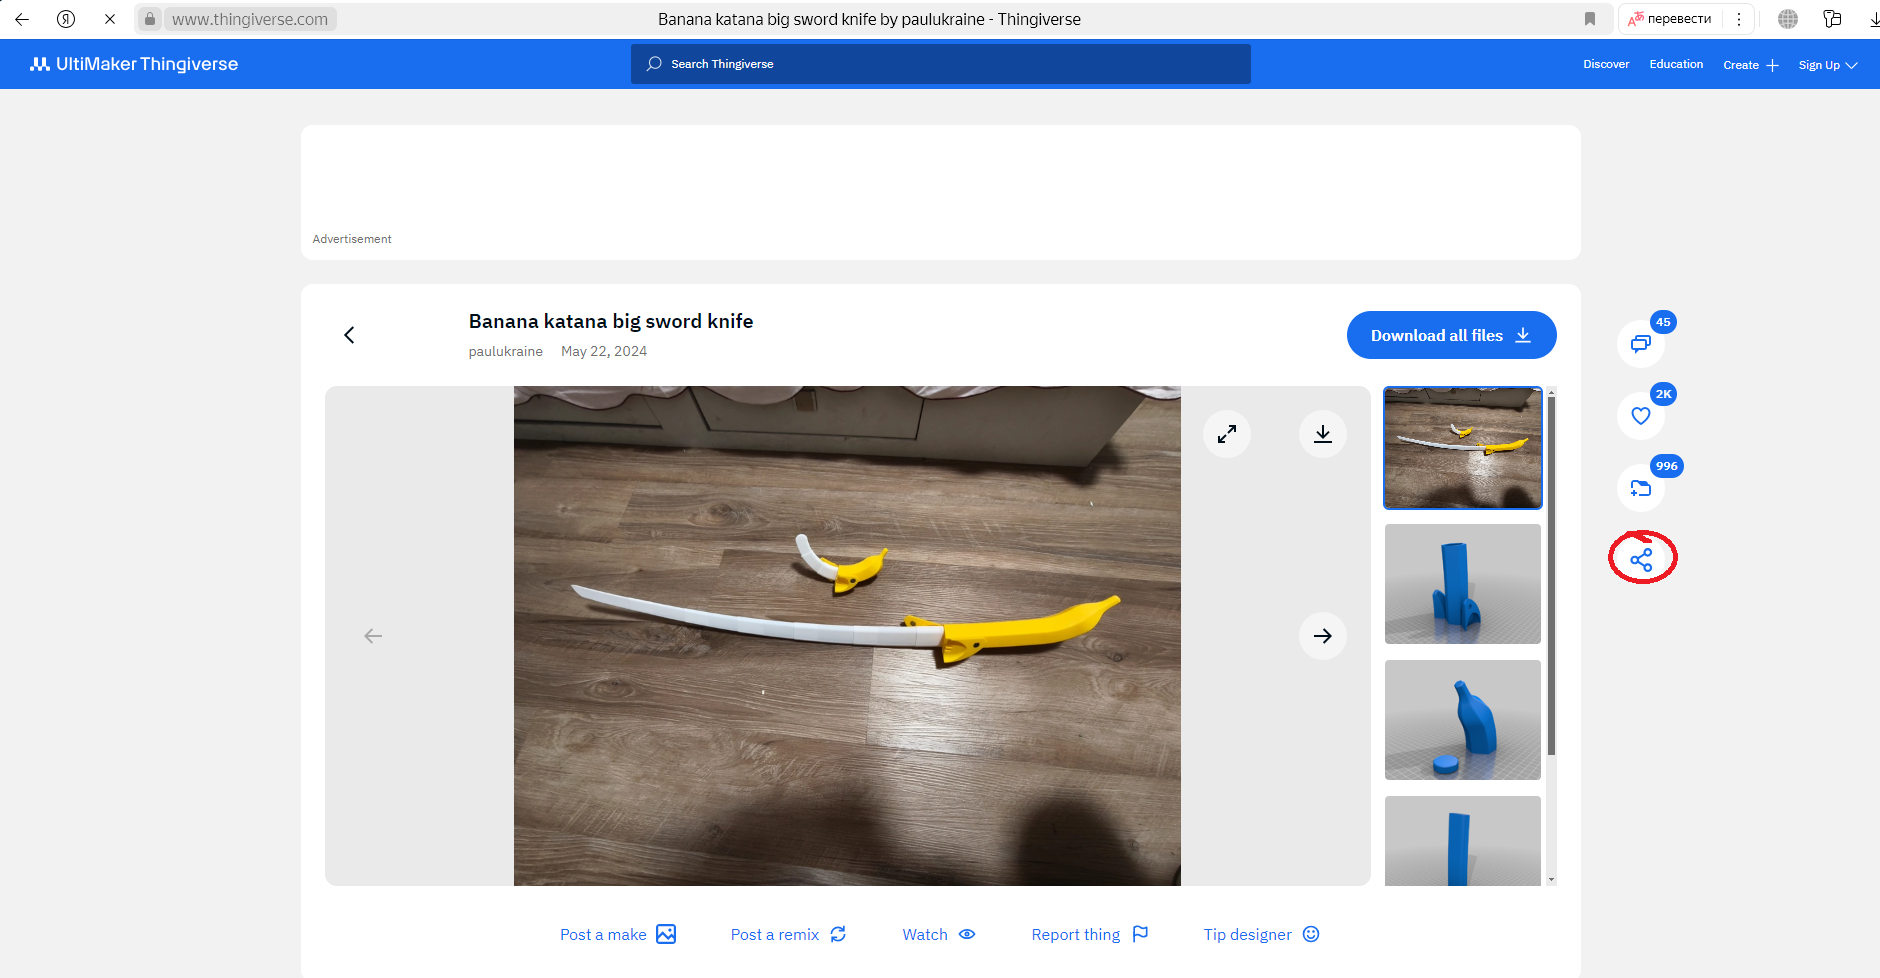 www.thingiverse.com
Banana katana big sword knife by paulukraine - Thingiverse
перевести
UltiMaker Thingiverse
Search Thingiverse
Discover
Education
Create
Sign Up
Advertisement
Banana katana big sword knife
paulukraine May 22, 2024
Download all files
45
2K
996
Post a make
Post a remix
Watch
Report thing
Tip designer